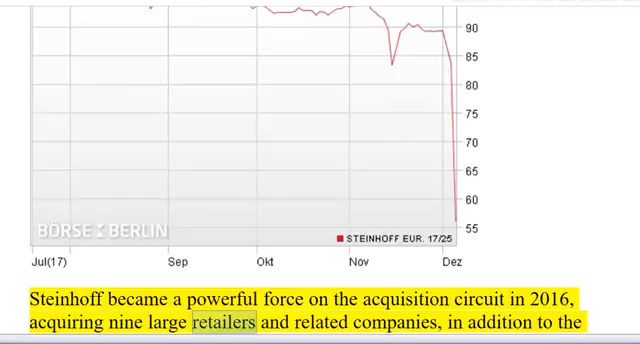 90
85
80
75
70
65
60
55
BÖRSE BERLIN
STEINHOFF EUR. 17/25
Jul(17) Sep Okt Nov Dez
Steinhoff became a powerful force on the acquisition circuit in 2016,
acquiring nine large retailers and related companies, in addition to the